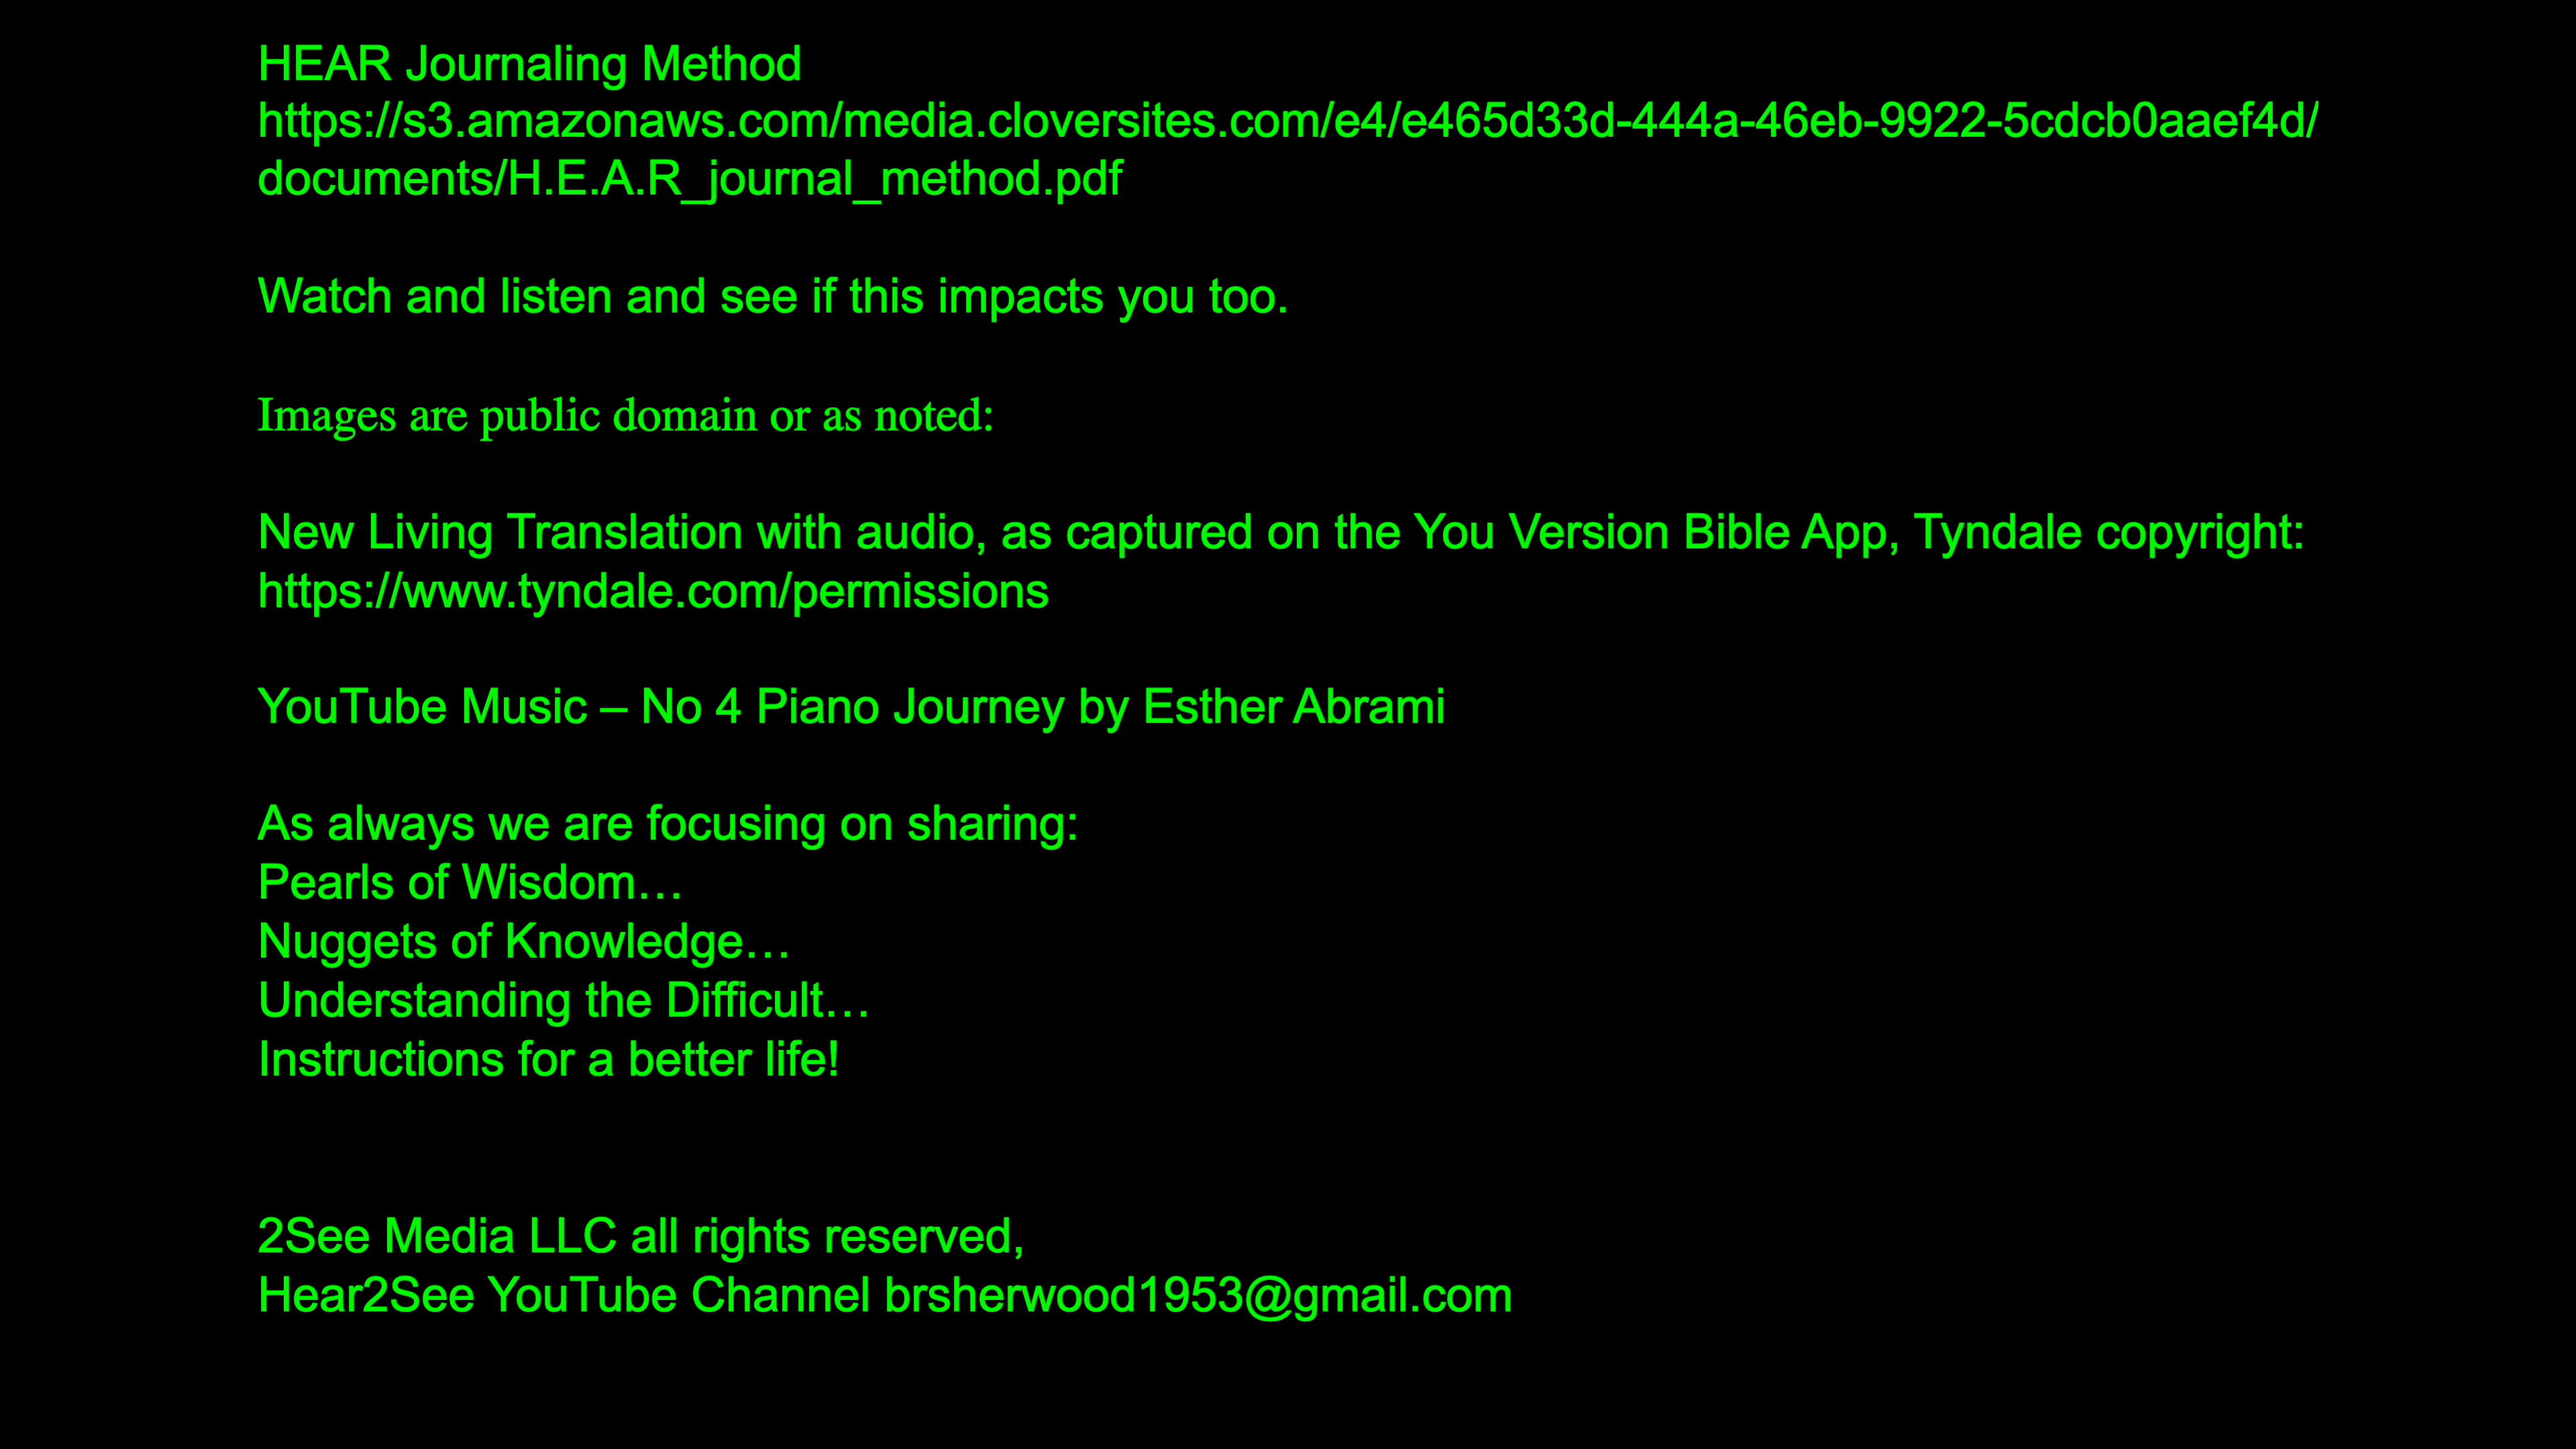 HEAR Journaling Method
https://s3.amazonaws.com/media.cloversites.com/e4/e465d33d-444a-46eb-9922-5cdcb0aaef4d/
documents/H.E.A.R_journal_method.pdf
Watch and listen and see if this impacts you too.
Images are public domain or as noted:
New Living Translation with audio, as captured on the You Version Bible App, Tyndale copyright:
https://www.tyndale.com/permissions
YouTube Music – No 4 Piano Journey by Esther Abrami
As always we are focusing on sharing:
Pearls of Wisdom…
Nuggets of Knowledge…
Understanding the Difficult…
Instructions for a better life!
2See Media LLC all rights reserved,
Hear2See YouTube Channel brsherwood1953@gmail.com